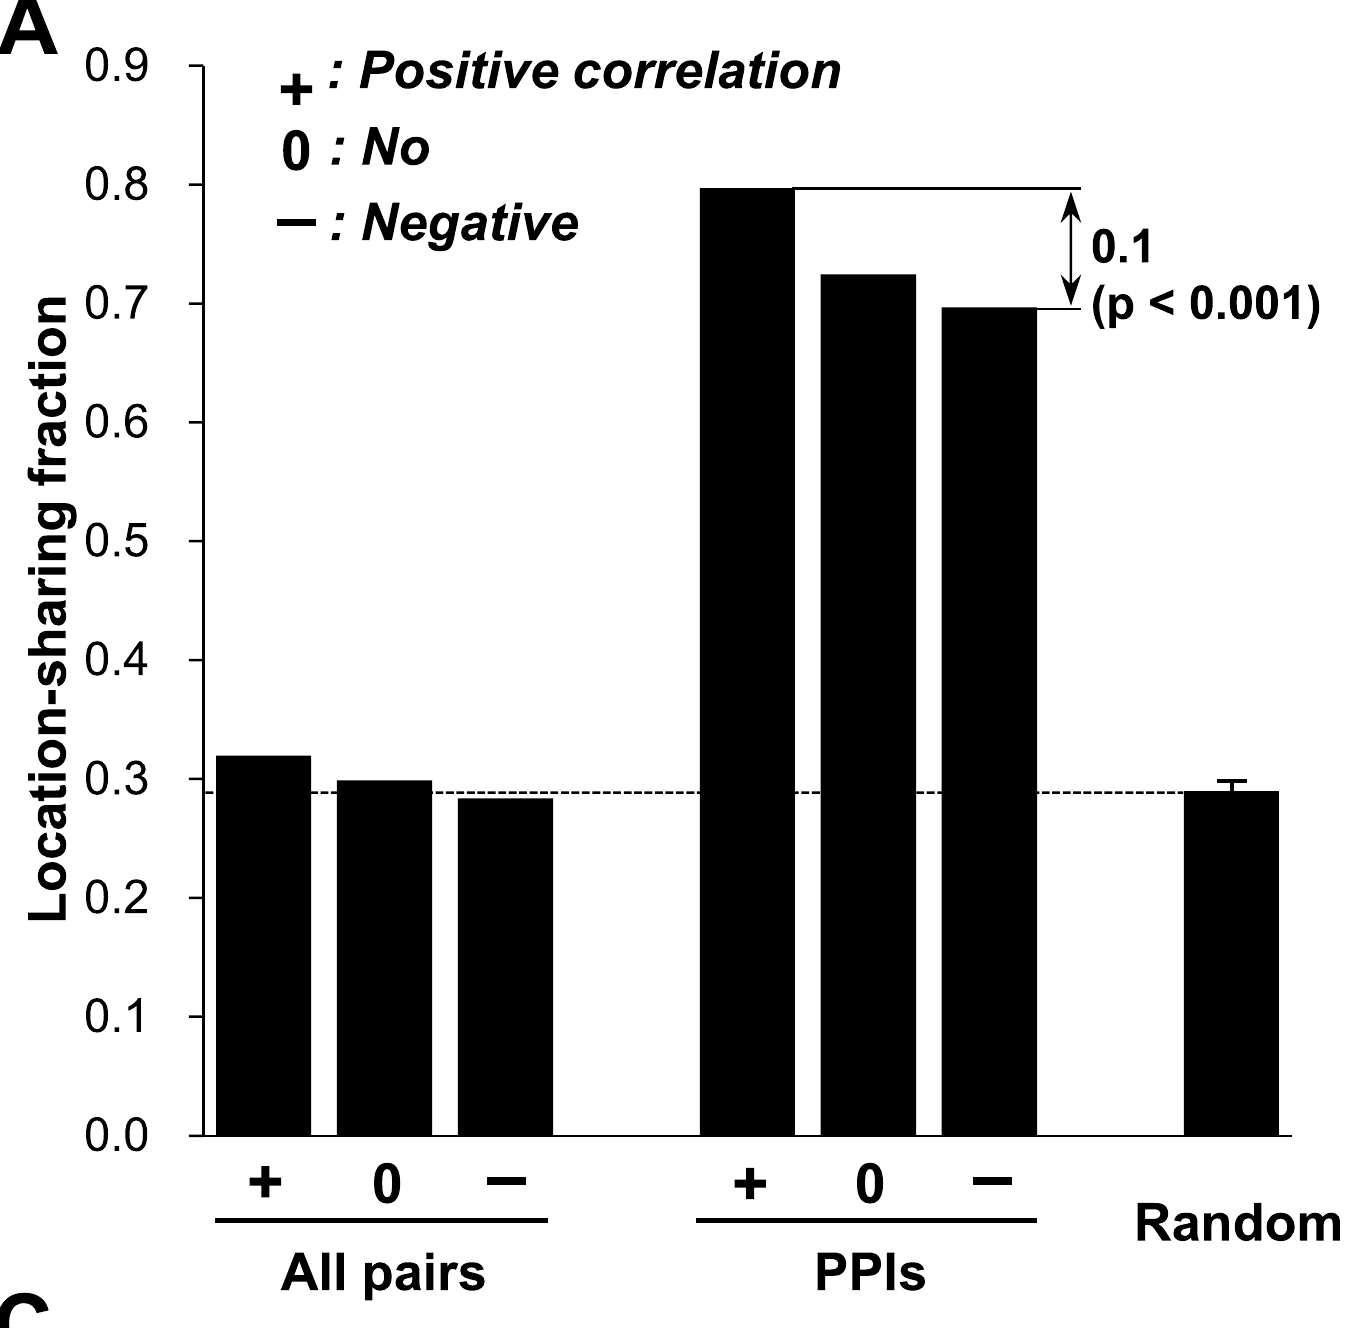 A
0.9
0.8
0.7
0.6
0.5
0.4
0.3
0.2
0.1
0.0
Location-sharing fraction
+ : Positive correlation
0 : No
− : Negative
0.1
(p < 0.001)
+ 0 − + 0 −
Random
All pairs PPIs
C